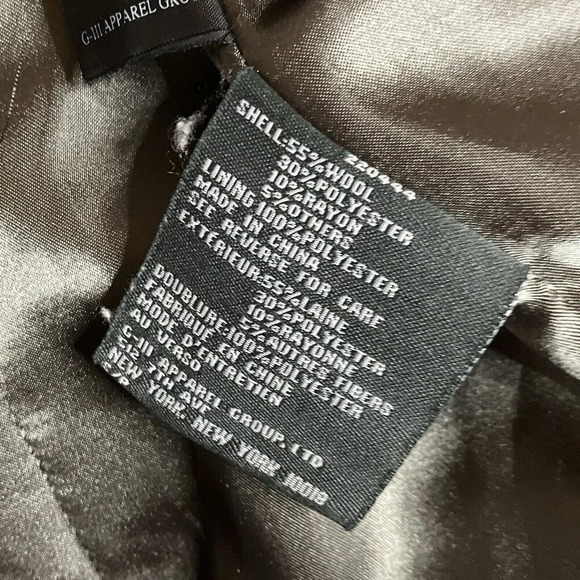 G-III APPAREL GRO
220444
SHELL:55%WOOL
30%POLYESTER
10%RAYON
5%OTHERS
LINING:100%POLYESTER
MADE IN CHINA
SEE REVERSE FOR CARE
EXTERIEUR:55%LAINE
30%POLYESTER
10%RAYONNE
5%AUTRES FIBERS
DOUBLURE:100%POLYESTER
FABRIQUE EN CHINE
MODE D'ENTRETIEN
AU VERSO
G-III APPAREL GROUP,LTD
512 7TH AVE
NEW YORK, NEW YORK 10018